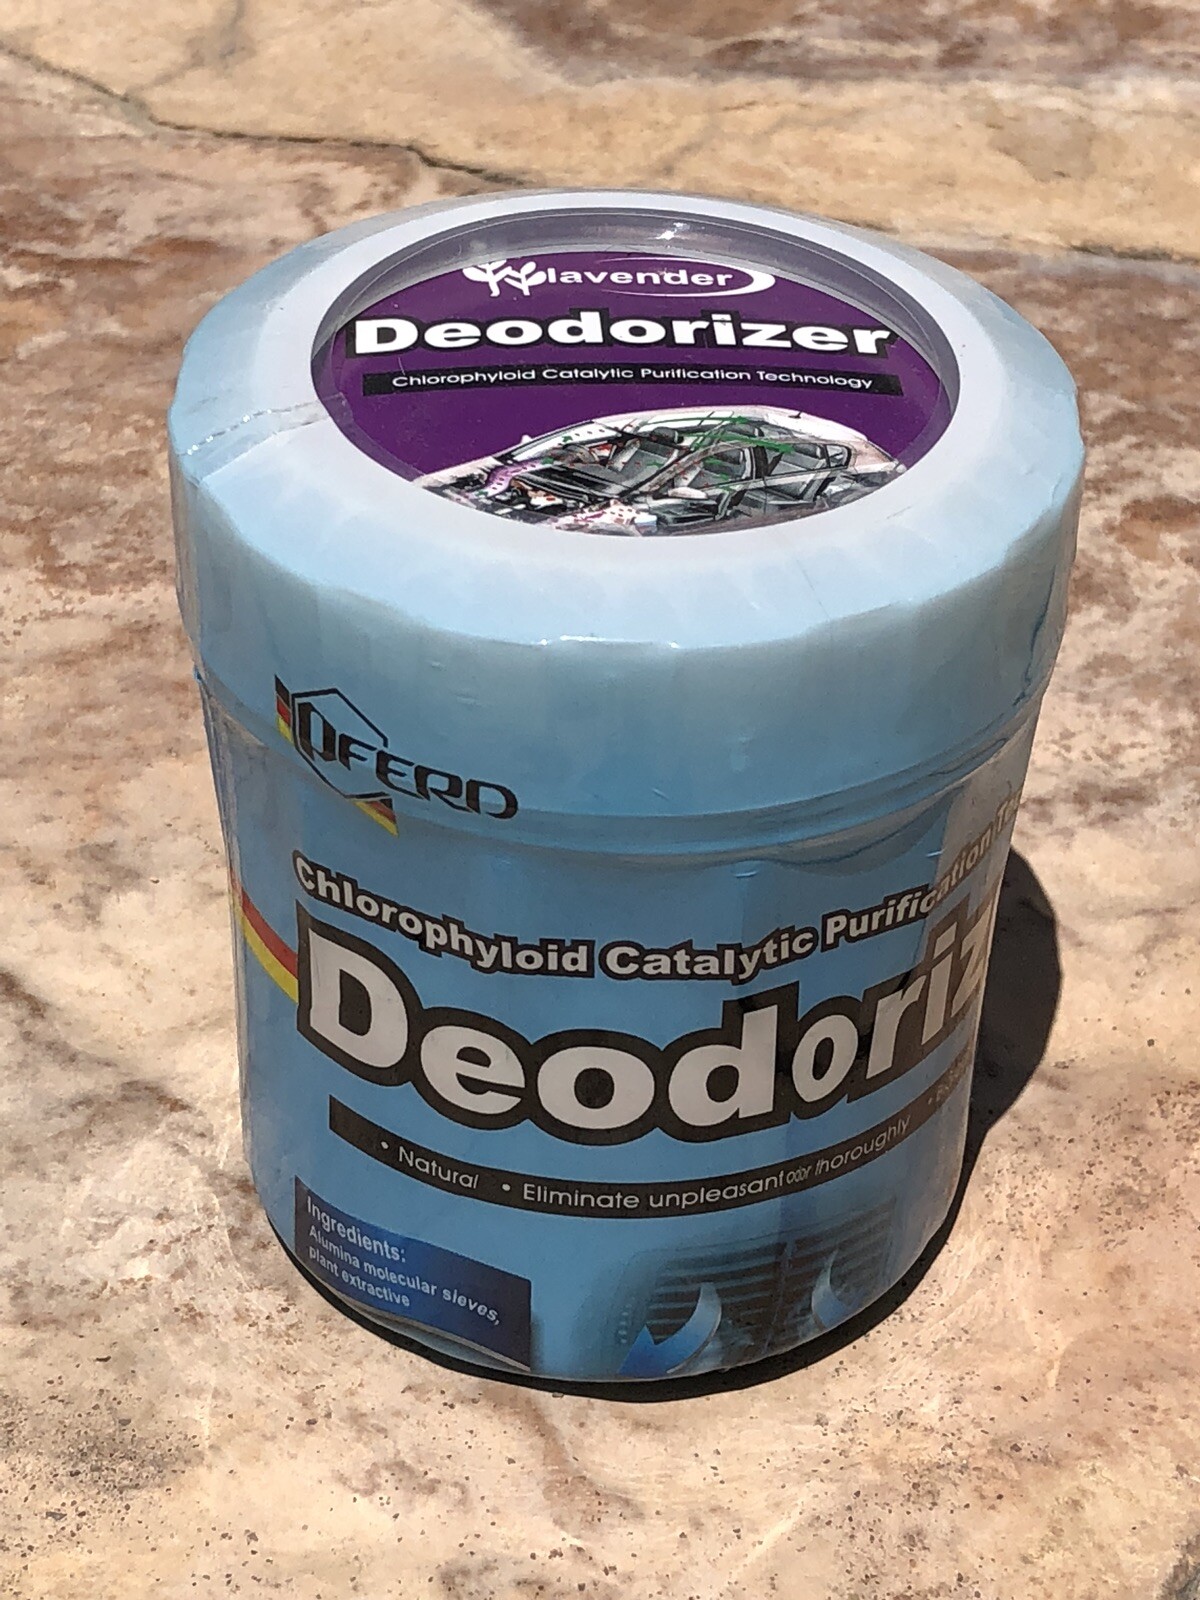 lavender
Deodorizer
Chlorophyloid Catalytic Purification Technology
OFERD
Chlorophyloid Catalytic Purification
Deodoriz
• Natural • Eliminate unpleasant odor thoroughly
Ingredients:
Alumina molecular sieves,
plant extractive